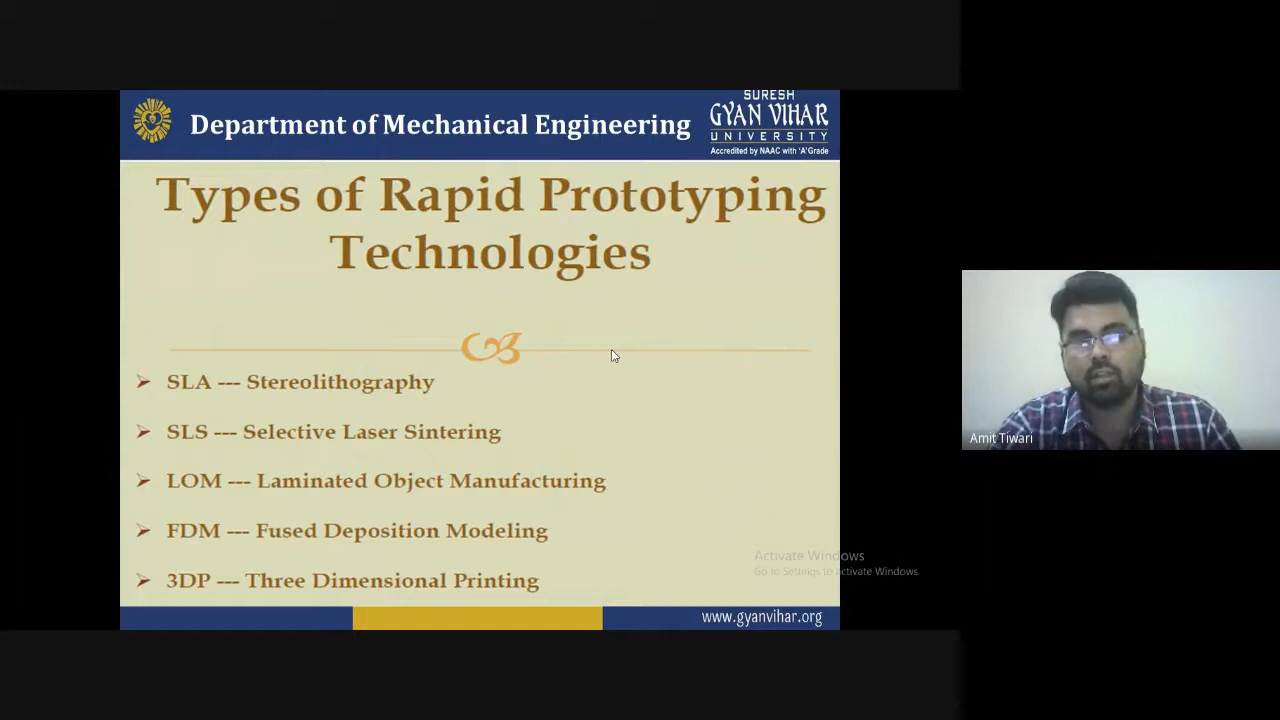 Department of Mechanical Engineering
SURESH
GYAN VIHAR
UNIVERSITY
Accredited by NAAC with 'A' Grade
Types of Rapid Prototyping
Technologies
SLA --- Stereolithography
SLS --- Selective Laser Sintering
LOM --- Laminated Object Manufacturing
FDM --- Fused Deposition Modeling
3DP --- Three Dimensional Printing
www.gyanvihar.org
Activate Windows
Go to Settings to activate Windows.
Amit Tiwari